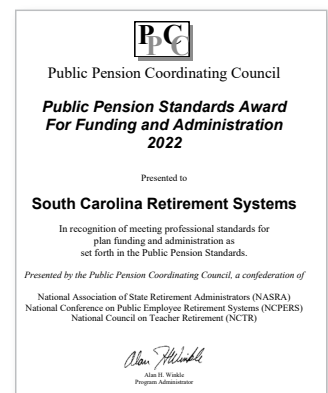 PPCC
Public Pension Coordinating Council
Public Pension Standards Award
For Funding and Administration
2022
Presented to
South Carolina Retirement Systems
In recognition of meeting professional standards for
plan funding and administration as
set forth in the Public Pension Standards.
Presented by the Public Pension Coordinating Council, a confederation of
National Association of State Retirement Administrators (NASRA)
National Conference on Public Employee Retirement Systems (NCPERS)
National Council on Teacher Retirement (NCTR)
Alan H. Winkle
Alan H. Winkle
Program Administrator